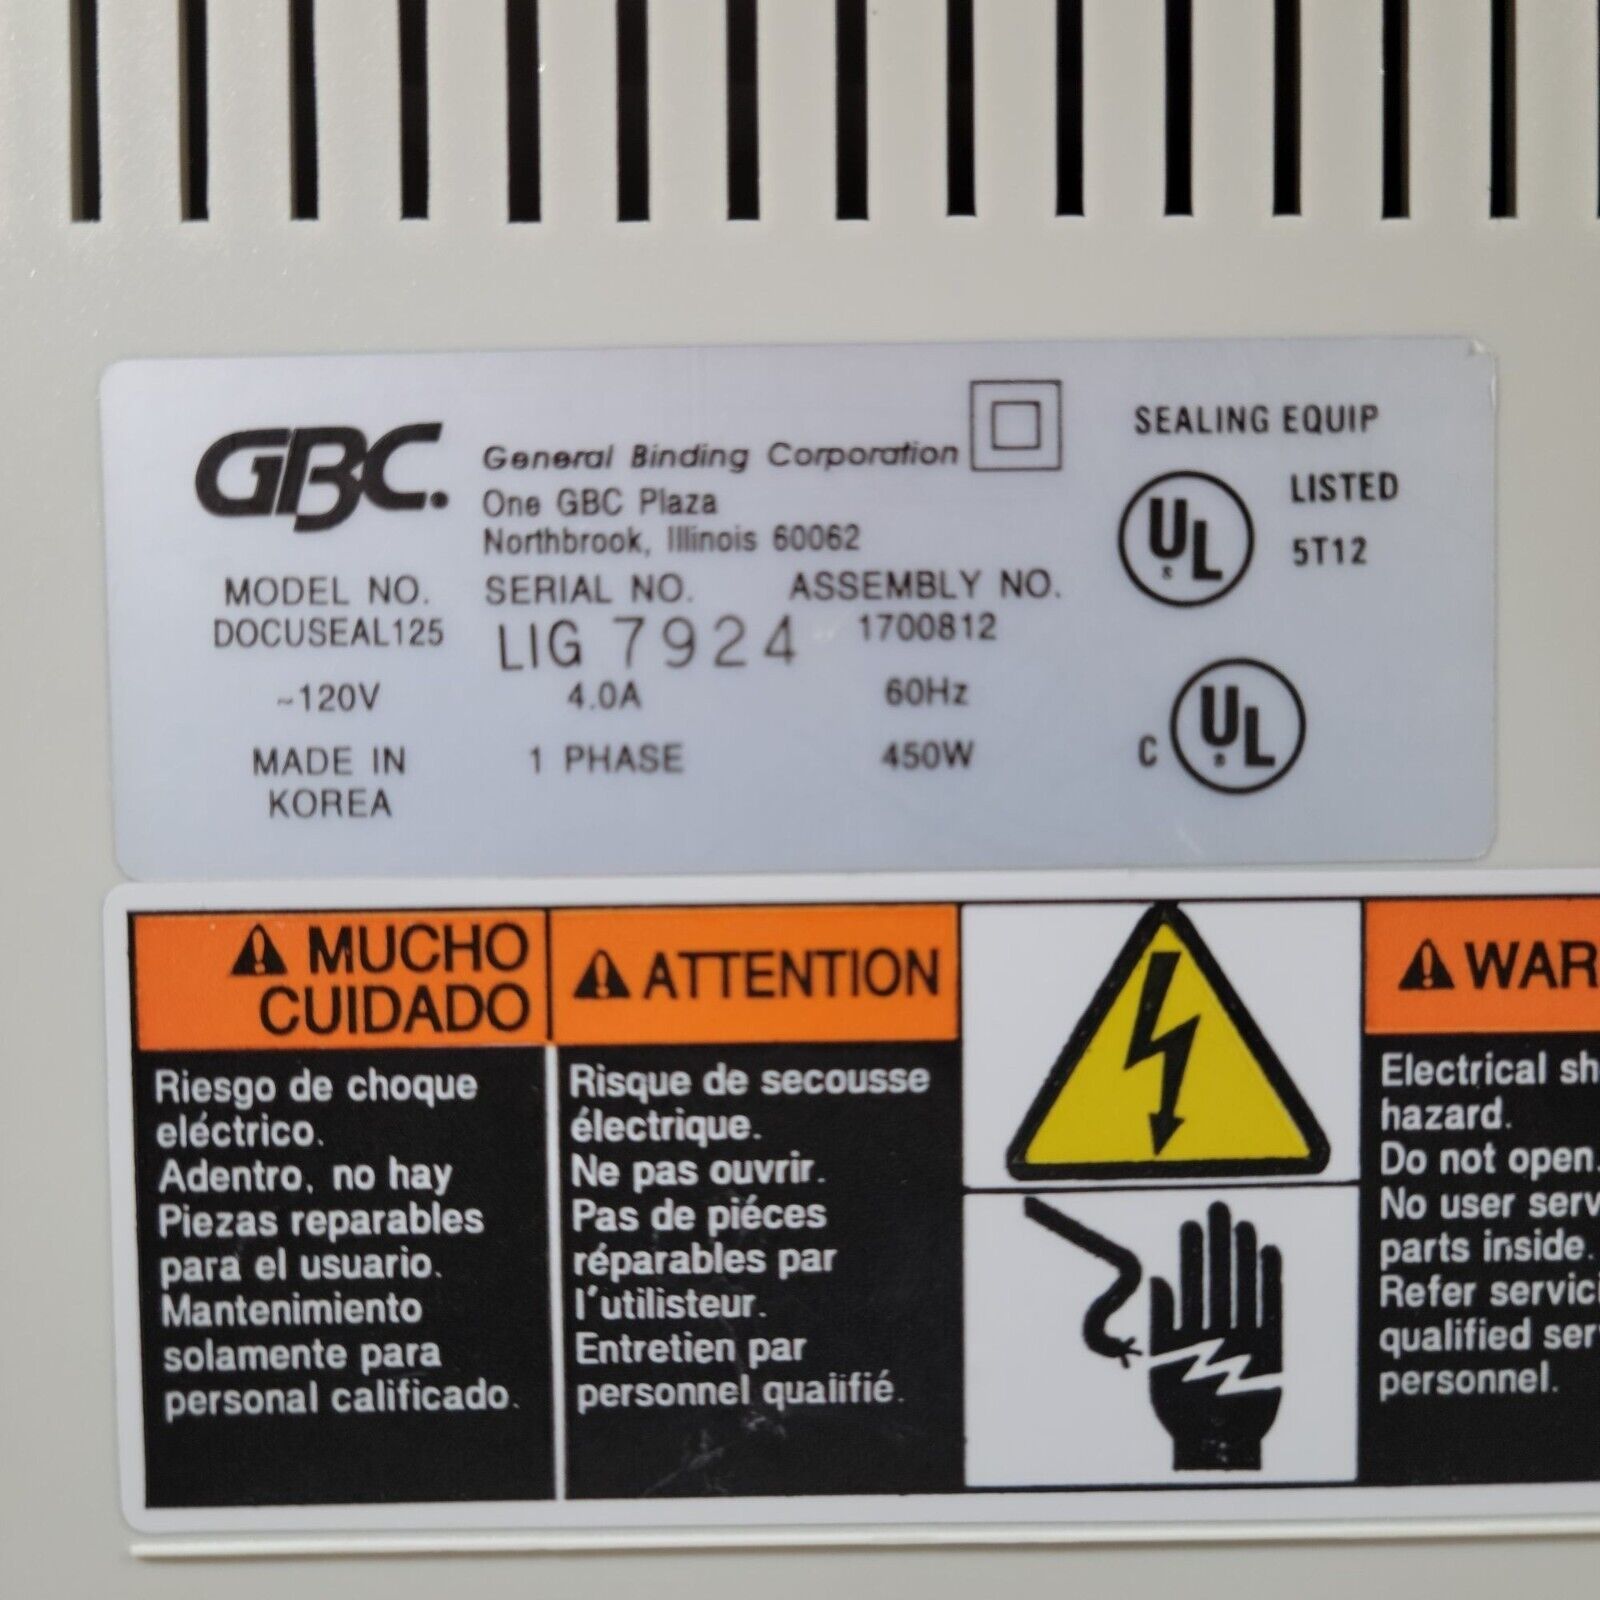 GBC.
General Binding Corporation
One GBC Plaza
Northbrook, Illinois 60062
SEALING EQUIP
UL
LISTED
5T12
MODEL NO. SERIAL NO. ASSEMBLY NO.
DOCUSEAL125 LIG 7924 1700812
~120V 4.0A 60Hz
MADE IN 1 PHASE 450W
KOREA
C UL
MUCHO
CUIDADO
Riesgo de choque
eléctrico.
Adentro, no hay
Piezas reparables
para el usuario.
Mantenimiento
solamente para
personal calificado.
ATTENTION
Risque de secousse
électrique.
Ne pas ouvrir.
Pas de piéces
réparables par
l'utilisteur.
Entretien par
personnel qualifié.
WAR
Electrical sh
hazard.
Do not open.
No user serv
parts inside.
Refer servici
qualified ser
personnel.